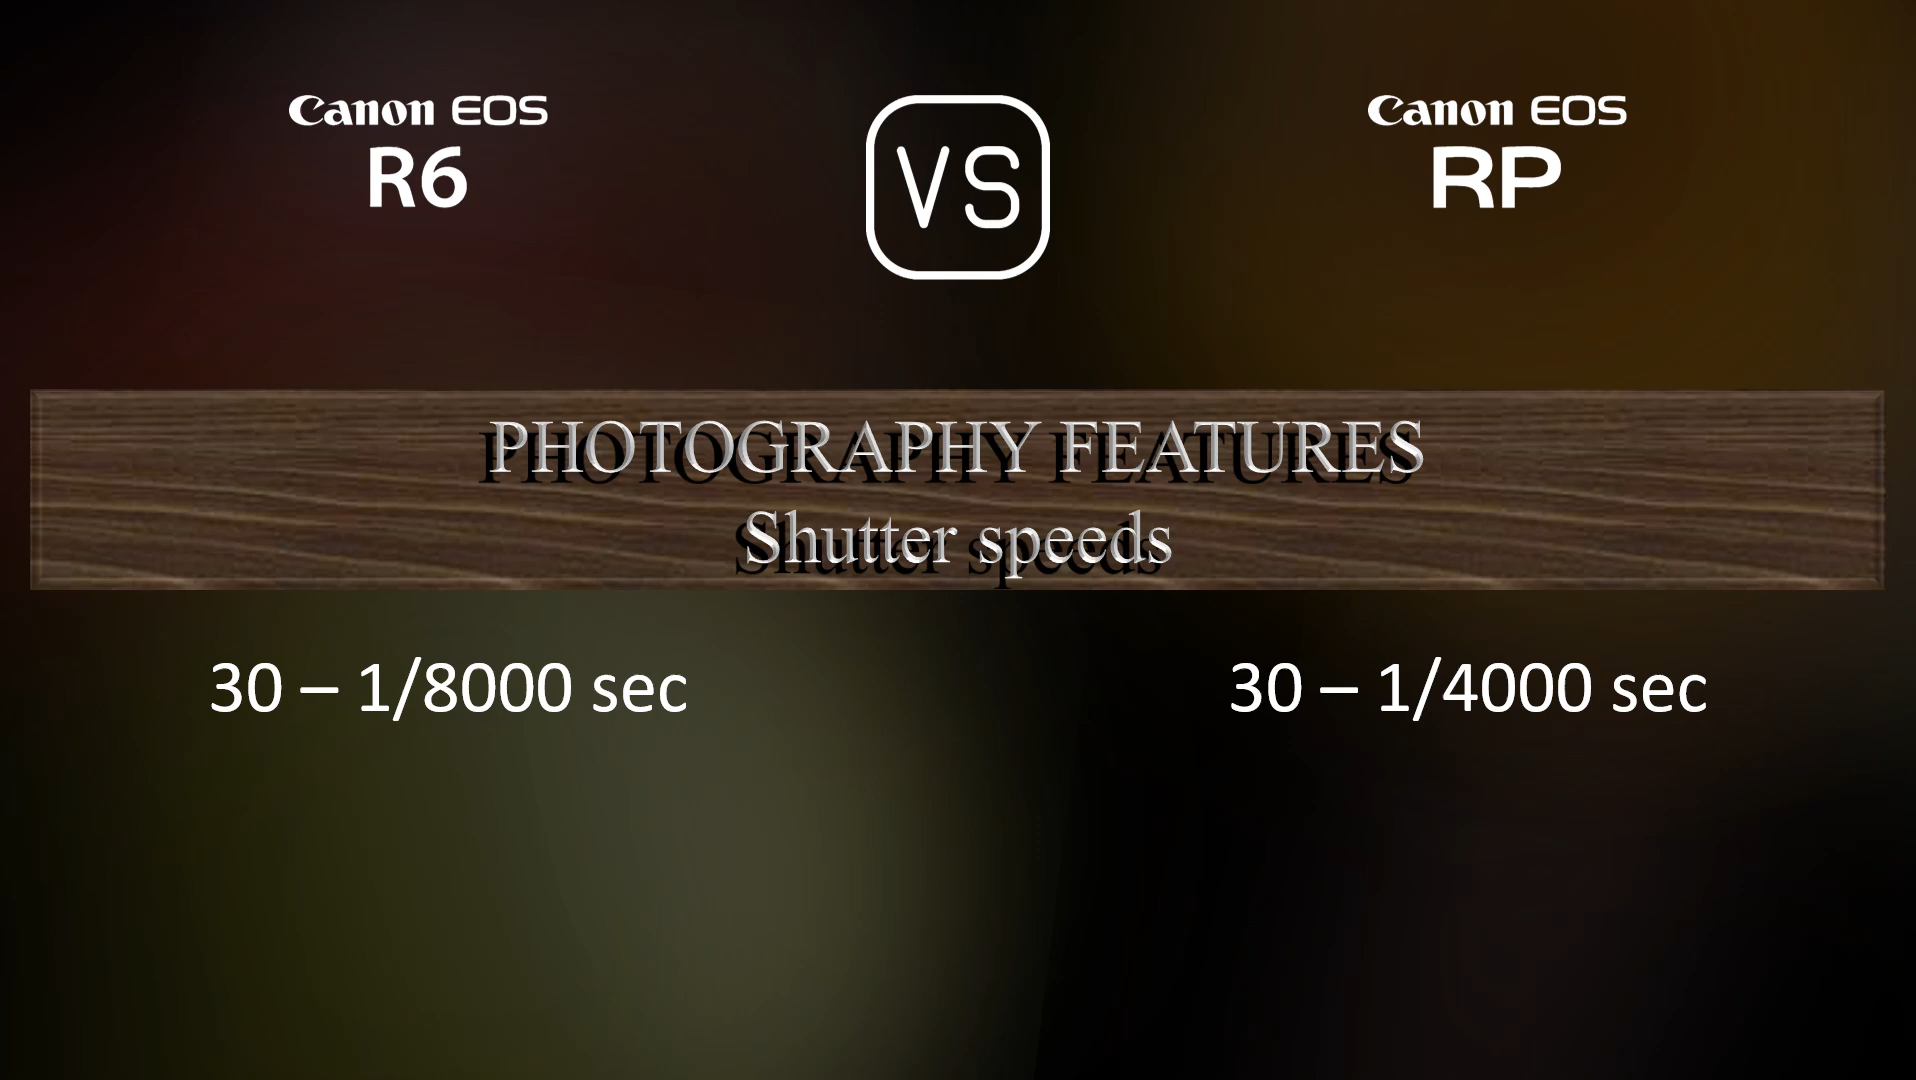 Canon EOS
R6
VS
Canon EOS
RP
PHOTOGRAPHY FEATURES
Shutter speeds
30 – 1/8000 sec
30 – 1/4000 sec